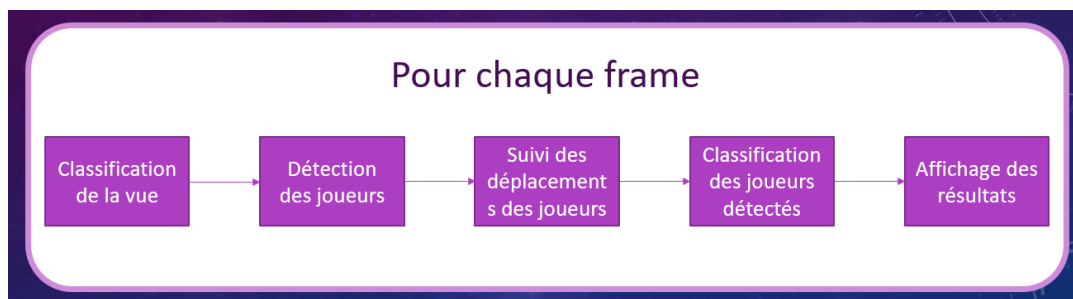 Pour chaque frame
Classification
de la vue
Détection
des joueurs
Suivi des
déplacement
s des joueurs
Classification
des joueurs
détectés
Affichage des
résultats